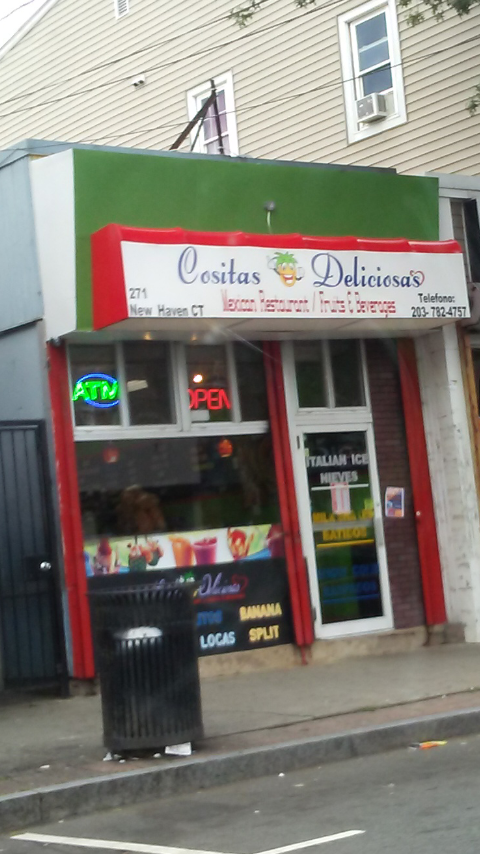 Cositas Deliciosas
271
New Haven CT
Mexican Restaurant / Fruits & Beverages
Telefono:
203-782-4757
ATM
OPEN
ITALIAN ICE
NIEVES
BATIDOS
Deliciosas
BANANA
LOCAS SPLIT